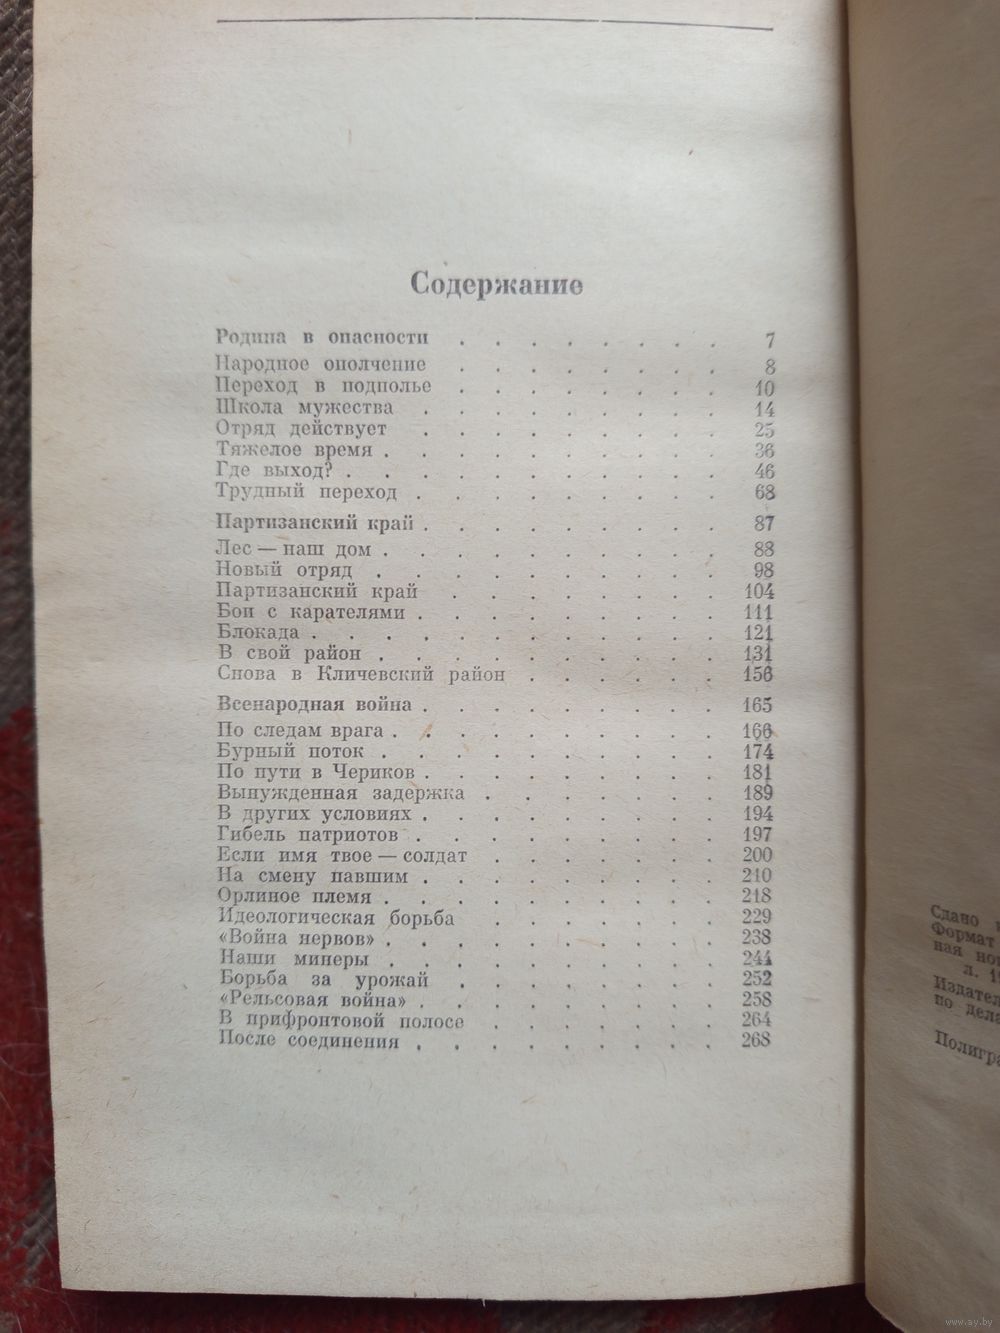 Содержание
Родина в опасности . . . . . . . . 7
Народное ополчение . . . . . . . . 8
Переход в подполье . . . . . . . . 10
Школа мужества . . . . . . . . . 14
Отряд действует . . . . . . . . . 25
Тяжелое время . . . . . . . . . . 36
Где выход? . . . . . . . . . . . 46
Трудный переход . . . . . . . . . 68
Партизанский край . . . . . . . . . 87
Лес — наш дом . . . . . . . . . . 88
Новый отряд . . . . . . . . . . 98
Партизанский край . . . . . . . . 104
Бои с карателями . . . . . . . . . 111
Блокада . . . . . . . . . . . . 121
В свой район . . . . . . . . . . 131
Снова в Кличевский район . . . . . . 156
Всенародная война . . . . . . . . . 165
По следам врага . . . . . . . . . . 166
Бурный поток . . . . . . . . . . 174
По пути в Чериков . . . . . . . . . 181
Вынужденная задержка . . . . . . . 189
В других условиях . . . . . . . . . 194
Гибель патриотов . . . . . . . . . 197
Если имя твое — солдат . . . . . . . 200
На смену павшим . . . . . . . . . 210
Орлиное племя . . . . . . . . . . 218
Идеологическая борьба . . . . . . . 229
«Война нервов» . . . . . . . . . . 238
Наши минеры . . . . . . . . . . 244
Борьба за урожай . . . . . . . . 252
«Рельсовая война» . . . . . . . . . 258
В прифронтовой полосе . . . . . . . 264
После соединения . . . . . . . . . 268
Сдано
Формат
ная
л.
по
www.ay.by